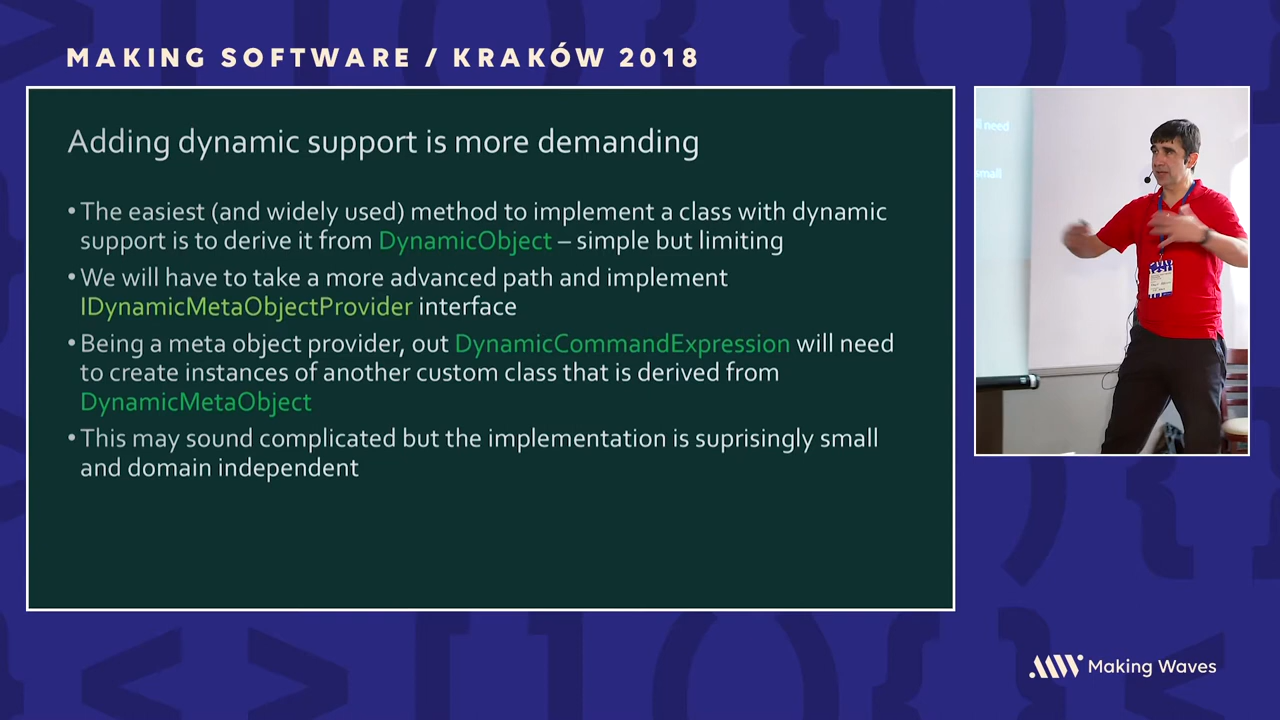 MAKING SOFTWARE / KRAKÓW 2018
Adding dynamic support is more demanding
• The easiest (and widely used) method to implement a class with dynamic
support is to derive it from DynamicObject – simple but limiting
• We will have to take a more advanced path and implement
IDynamicMetaObjectProvider interface
• Being a meta object provider, out DynamicCommandExpression will need
to create instances of another custom class that is derived from
DynamicMetaObject
• This may sound complicated but the implementation is suprisingly small
and domain independent
need
small
Making Waves